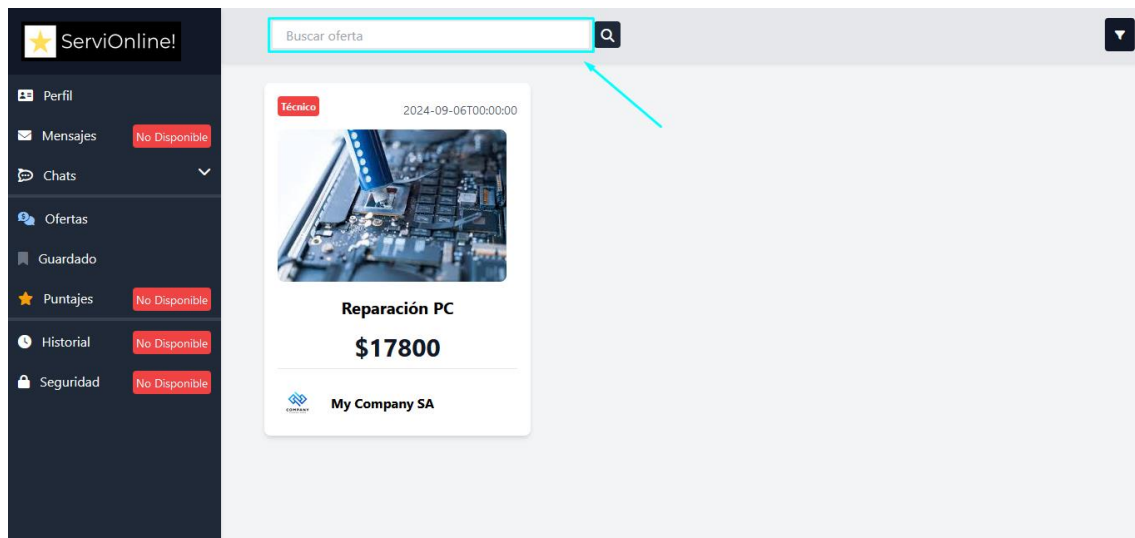 ServiOnline!
Buscar oferta
Perfil
Mensajes No Disponible
Chats
Ofertas
Guardado
Puntajes No Disponible
Historial No Disponible
Seguridad No Disponible
Técnico 2024-09-06T00:00:00
Reparación PC
$17800
COMPANY
My Company SA